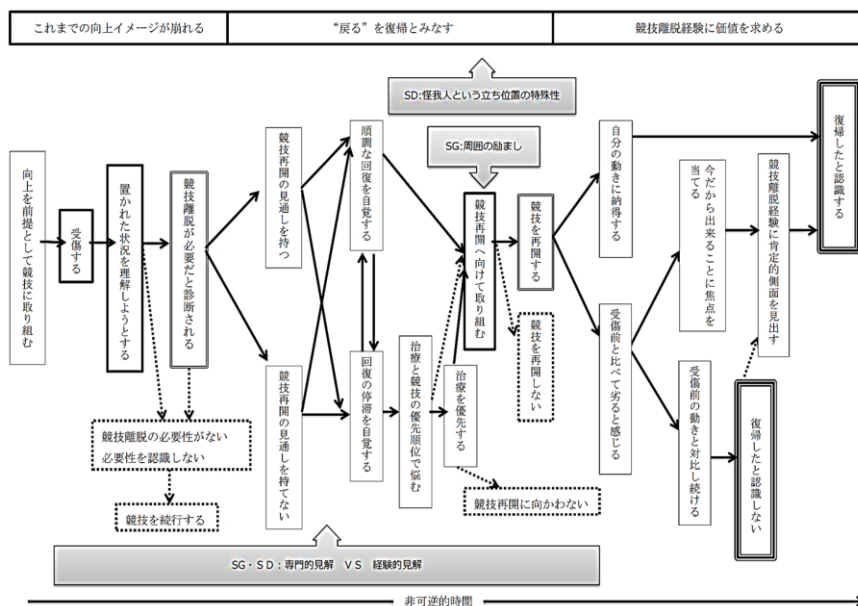 これまでの向上イメージが崩れる
“戻る”を復帰とみなす
競技離脱経験に価値を求める
SD:怪我人という立ち位置の特殊性
SG:周囲の励まし
向上を前提として競技に取り組む
受傷する
置かれた状況を理解しようとする
競技離脱が必要だと診断される
競技離脱の必要性がない
必要性を認識しない
競技を続行する
競技再開の見通しを持つ
競技再開の見通しを持てない
順調な回復を自覚する
回復の停滞を自覚する
治療と競技の優先順位で悩む
治療を優先する
競技再開へ向けて取り組む
競技を再開する
競技を再開しない
競技再開に向かわない
自分の動きに納得する
受傷前と比べて劣ると感じる
今だから出来ることに焦点を
当てる
受傷前の動きと対比し続ける
競技離脱経験に肯定的側面を見出す
復帰したと認識する
復帰したと認識しない
SG・SD:専門的見解 VS 経験的見解
非可逆的時間